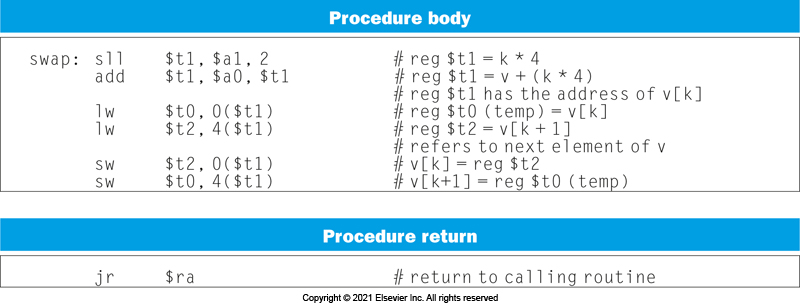 Procedure body
swap: sll $t1, $a1, 2 # reg $t1 = k * 4
add $t1, $a0, $t1 # reg $t1 = v + (k * 4)
# reg $t1 has the address of v[k]
lw $t0, 0($t1) # reg $t0 (temp) = v[k]
lw $t2, 4($t1) # reg $t2 = v[k + 1]
# refers to next element of v
sw $t2, 0($t1) # v[k] = reg $t2
sw $t0, 4($t1) # v[k+1] = reg $t0 (temp)
Procedure return
jr $ra # return to calling routine
Copyright © 2021 Elsevier Inc. All rights reserved